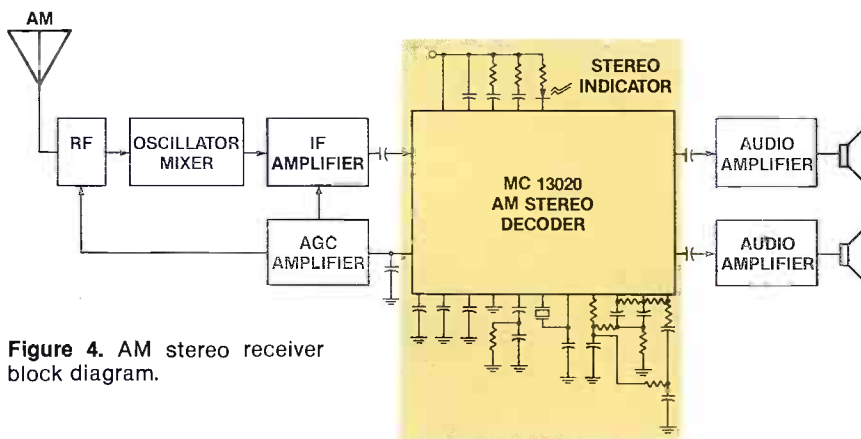 AM
STEREO
INDICATOR
RF
OSCILLATOR
MIXER
IF
AMPLIFIER
MC 13020
AM STEREO
DECODER
AUDIO
AMPLIFIER
AGC
AMPLIFIER
AUDIO
AMPLIFIER
Figure 4. AM stereo receiver
block diagram.